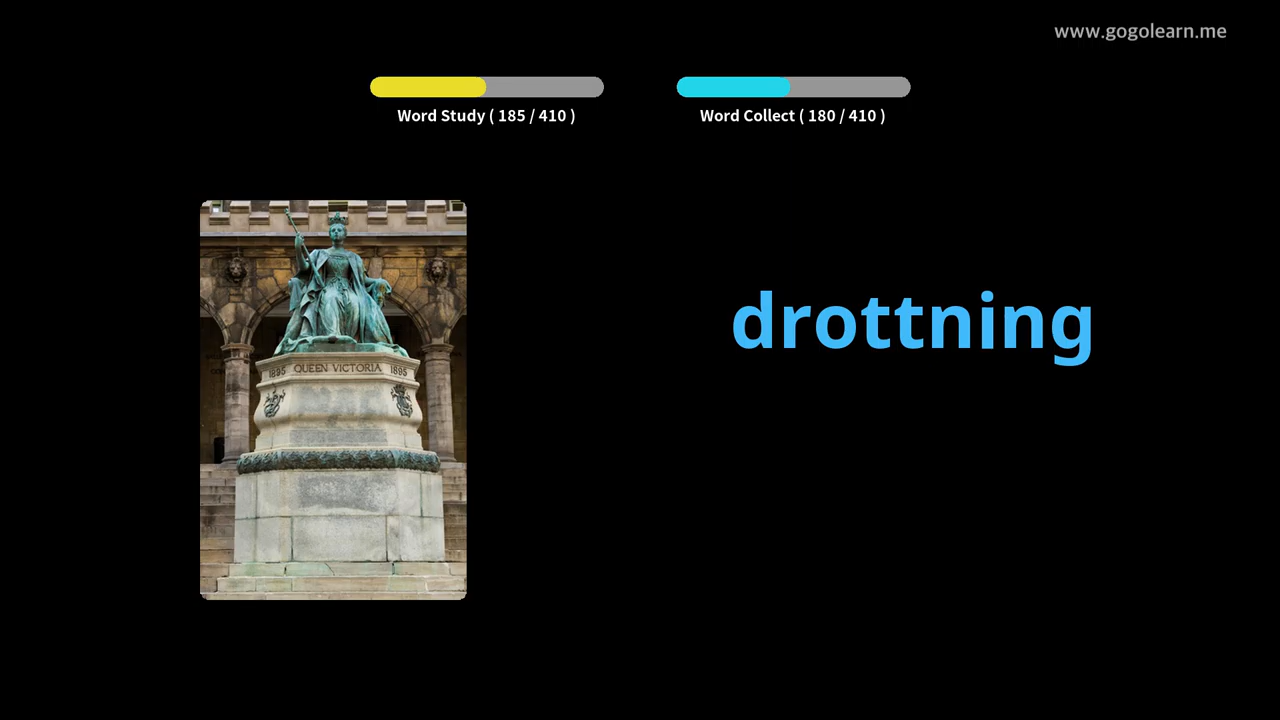 www.gogolearn.me
Word Study ( 185 / 410 )
Word Collect ( 180 / 410 )
drottning
1895 QUEEN VICTORIA 1895